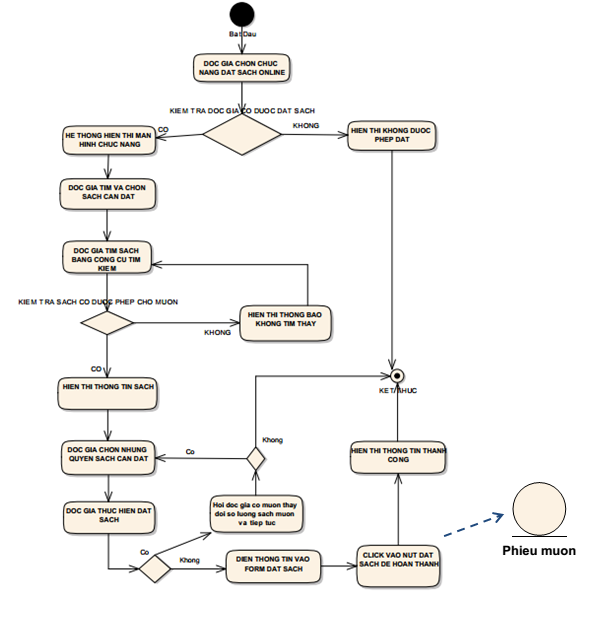 Bat Dau
DOC GIA CHON CHUC
NANG DAT SACH ONLINE
KIEM TRA DOC GIA CO DUOC DAT SACH
CO
KHONG
HE THONG HIEN THI MAN
HINH CHUC NANG
HIEN THI KHONG DUOC
PHEP DAT
DOC GIA TIM VA CHON
SACH CAN DAT
DOC GIA TIM SACH
BANG CONG CU TIM
KIEM
KIEM TRA SACH CO DUOC PHEP CHO MUON
KHONG
HIEN THI THONG BAO
KHONG TIM THAY
CO
HIEN THI THONG TIN SACH
KET THUC
Khong
Co
DOC GIA CHON NHUNG
QUYEN SACH CAN DAT
HIEN THI THONG TIN THANH
CONG
DOC GIA THUC HIEN DAT
SACH
Hoi doc gia co muon thay
doi so luong sach muon
va tiep tuc
Co
Khong
DIEN THONG TIN VAO
FORM DAT SACH
CLICK VAO NUT DAT
SACH DE HOAN THANH
Phieu muon